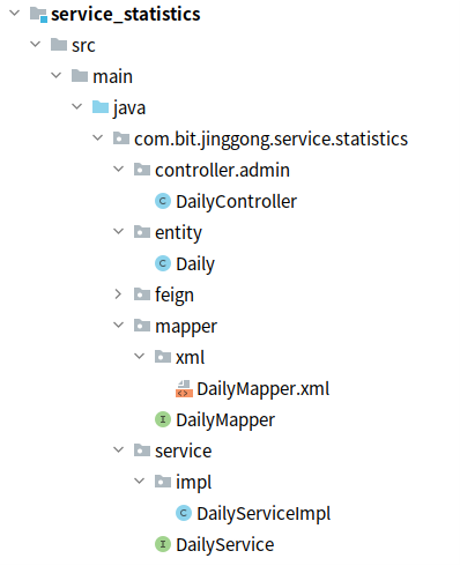 service_statistics
src
main
java
com.bit.jinggong.service.statistics
controller.admin
DailyController
entity
Daily
feign
mapper
xml
DailyMapper.xml
DailyMapper
service
impl
DailyServiceImpl
DailyService